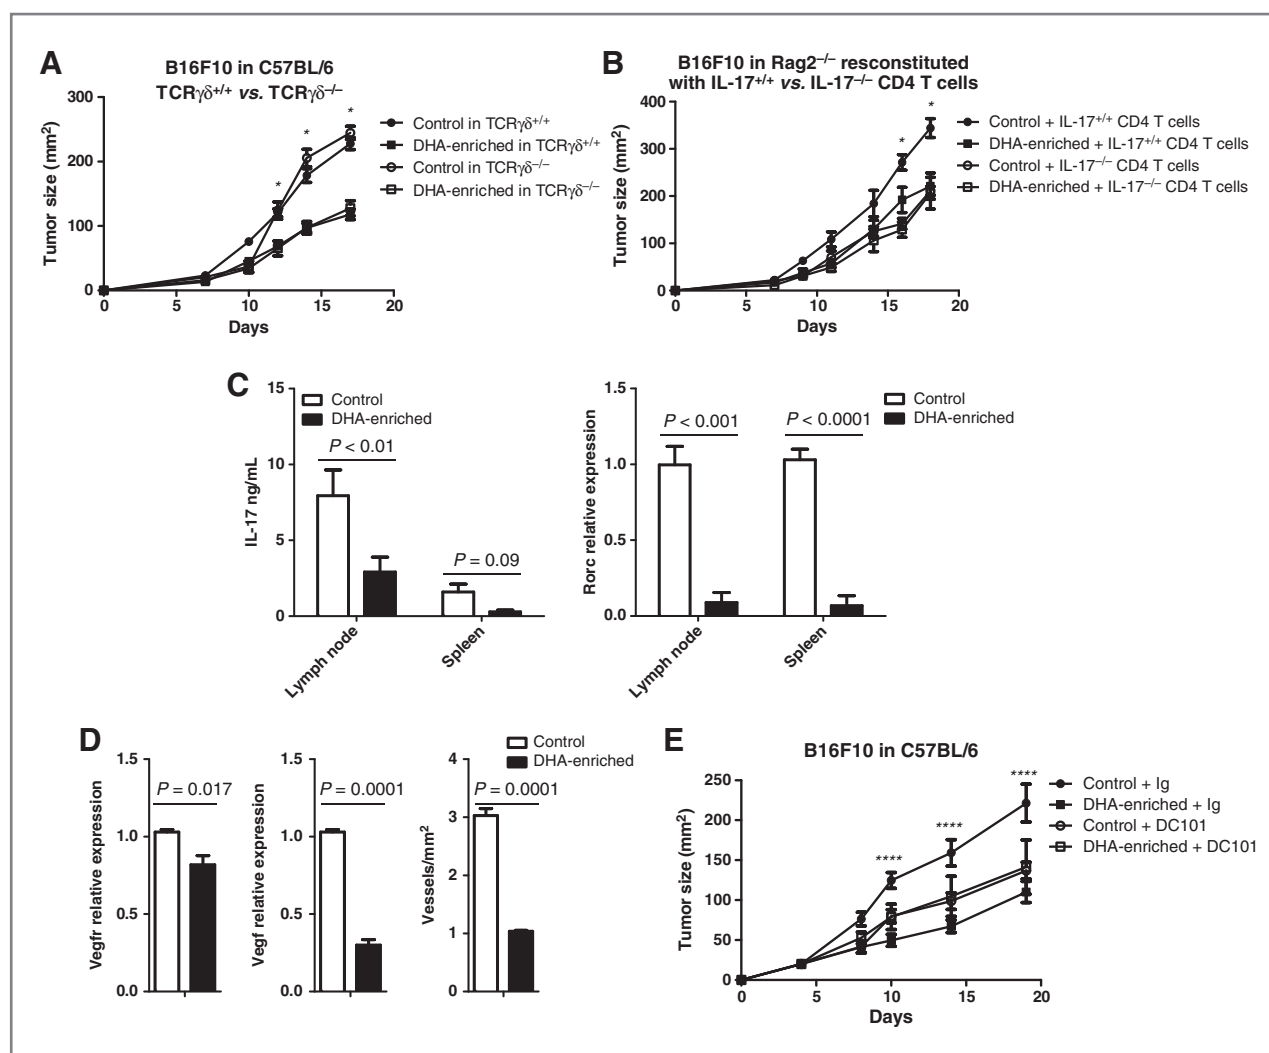 A
B16F10 in C57BL/6
TCRγδ+/+ vs. TCRγδ–/–
Tumor size (mm2)
300
200
100
0
0 5 10 15 20
Days
* * *
Control in TCRγδ+/+
DHA-enriched in TCRγδ+/+
Control in TCRγδ–/–
DHA-enriched in TCRγδ–/–
B
B16F10 in Rag2–/– resconstituted
with IL-17+/+ vs. IL-17–/– CD4 T cells
Tumor size (mm2)
400
300
200
100
0
0 5 10 15 20
Days
* *
Control + IL-17+/+ CD4 T cells
DHA-enriched + IL-17+/+ CD4 T cells
Control + IL-17–/– CD4 T cells
DHA-enriched + IL-17–/– CD4 T cells
C
IL-17 ng/mL
15
10
5
0
Control
DHA-enriched
P < 0.01
P = 0.09
Lymph node
Spleen
Rorc relative expression
1.5
1.0
0.5
0.0
P < 0.001
P < 0.0001
Control
DHA-enriched
Lymph node
Spleen
D
Vegfr relative expression
1.5
1.0
0.5
0.0
P = 0.017
Vegf relative expression
1.5
1.0
0.5
0.0
P = 0.0001
Vessels/mm2
4
3
2
1
0
P = 0.0001
Control
DHA-enriched
E
B16F10 in C57BL/6
Tumor size (mm2)
250
200
150
100
50
0
0 5 10 15 20
Days
**** **** ****
Control + Ig
DHA-enriched + Ig
Control + DC101
DHA-enriched + DC101